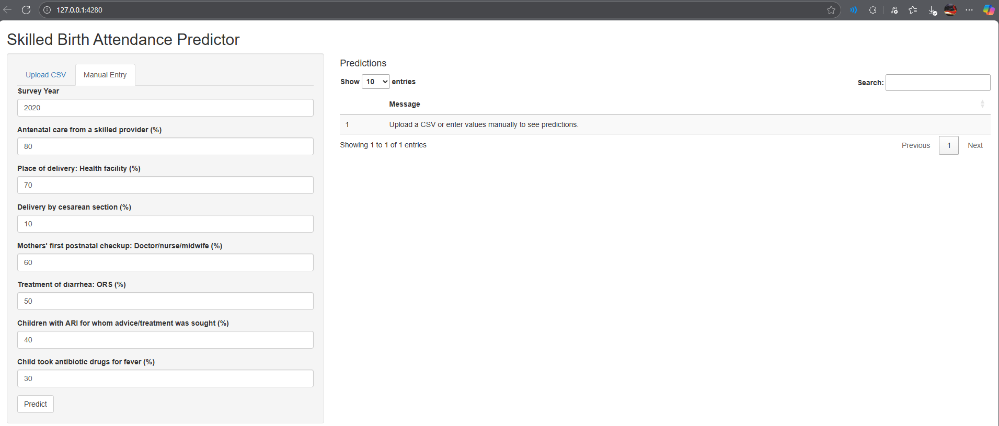 127.0.0.1:4280
Skilled Birth Attendance Predictor
Upload CSV
Manual Entry
Survey Year
2020
Antenatal care from a skilled provider (%)
80
Place of delivery: Health facility (%)
70
Delivery by cesarean section (%)
10
Mothers' first postnatal checkup: Doctor/nurse/midwife (%)
60
Treatment of diarrhea: ORS (%)
50
Children with ARI for whom advice/treatment was sought (%)
40
Child took antibiotic drugs for fever (%)
30
Predict
Predictions
Show 10 entries
Search:
Message
1 Upload a CSV or enter values manually to see predictions.
Showing 1 to 1 of 1 entries
Previous 1 Next